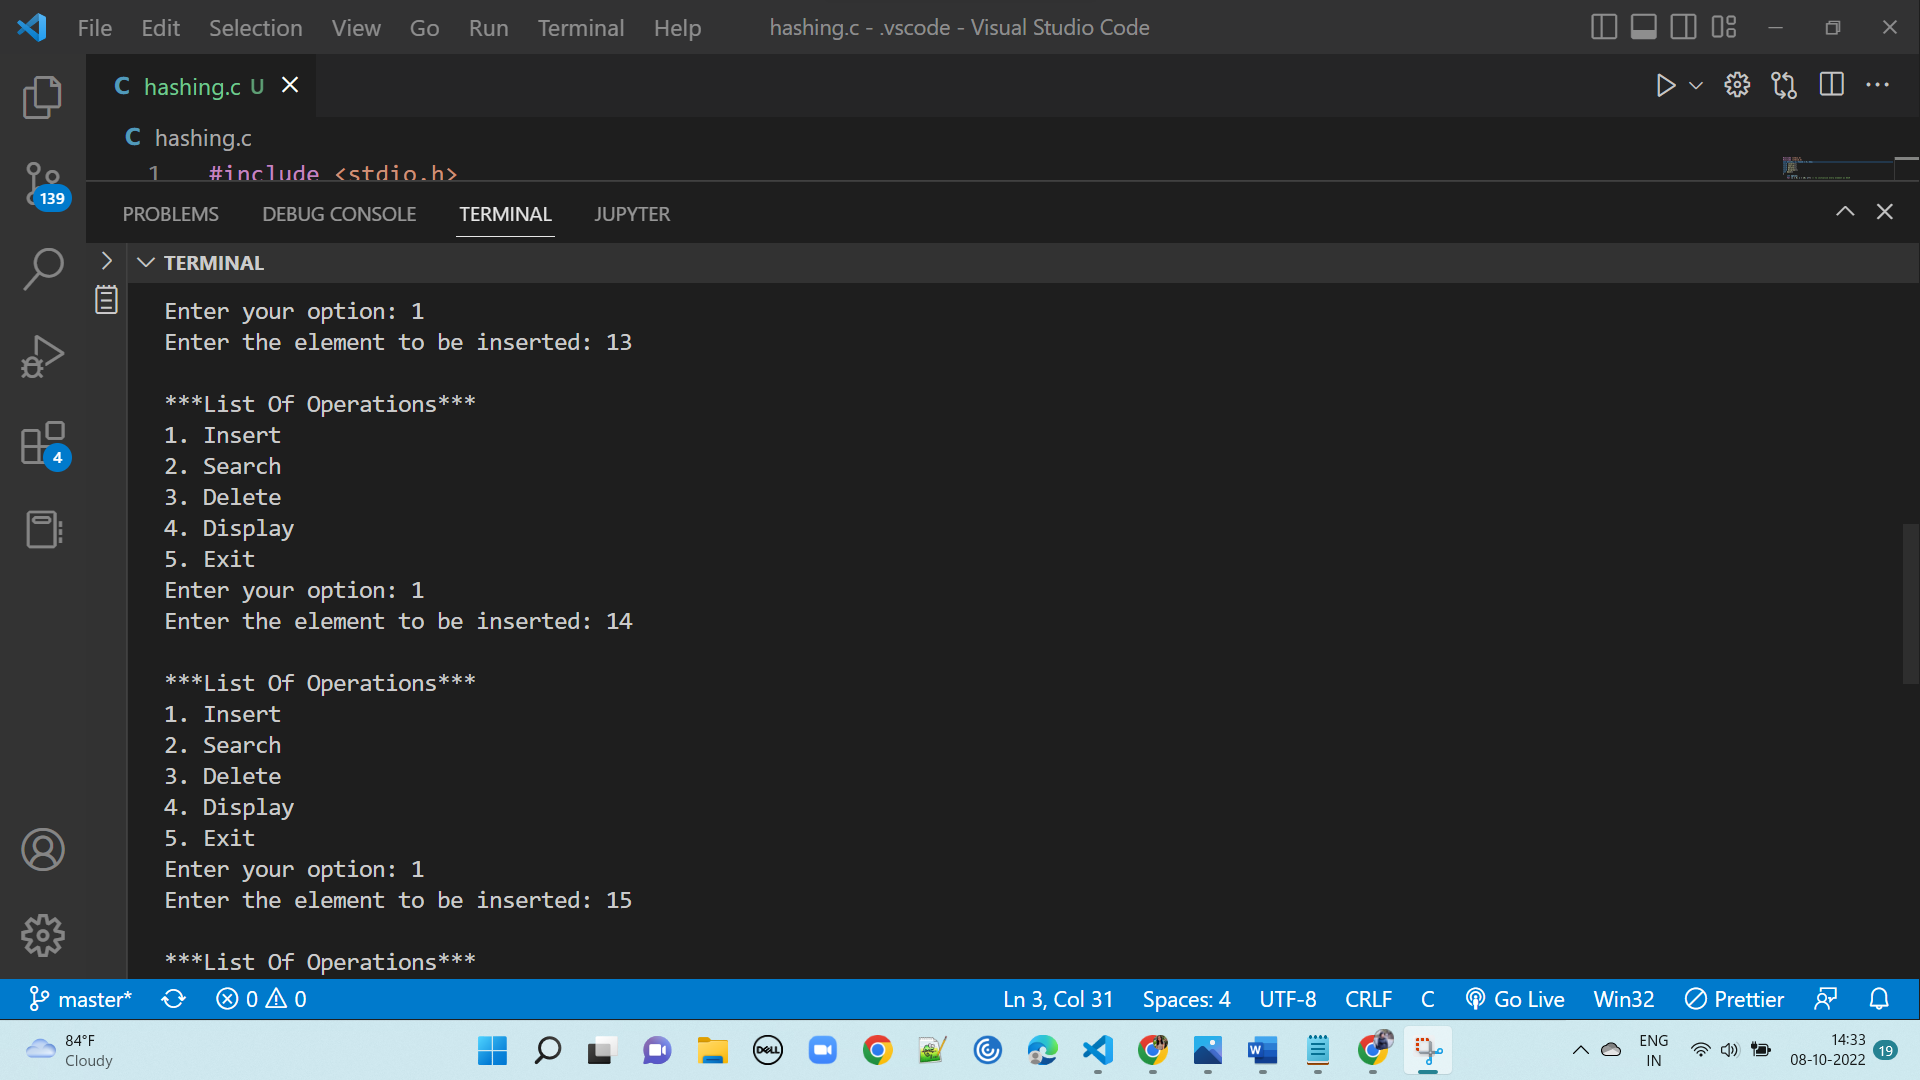 File Edit Selection View Go Run Terminal Help hashing.c - .vscode - Visual Studio Code
C hashing.c U
C hashing.c
1 #include <stdio.h>
139
PROBLEMS DEBUG CONSOLE TERMINAL JUPYTER
TERMINAL
Enter your option: 1
Enter the element to be inserted: 13
***List Of Operations***
1. Insert
2. Search
3. Delete
4. Display
5. Exit
4
Enter your option: 1
Enter the element to be inserted: 14
***List Of Operations***
1. Insert
2. Search
3. Delete
4. Display
5. Exit
Enter your option: 1
Enter the element to be inserted: 15
***List Of Operations***
master* 0 0 Ln 3, Col 31 Spaces: 4 UTF-8 CRLF C Go Live Win32 Prettier
84°F
Cloudy
DELL
W
ENG
IN
14:33
08-10-2022
19